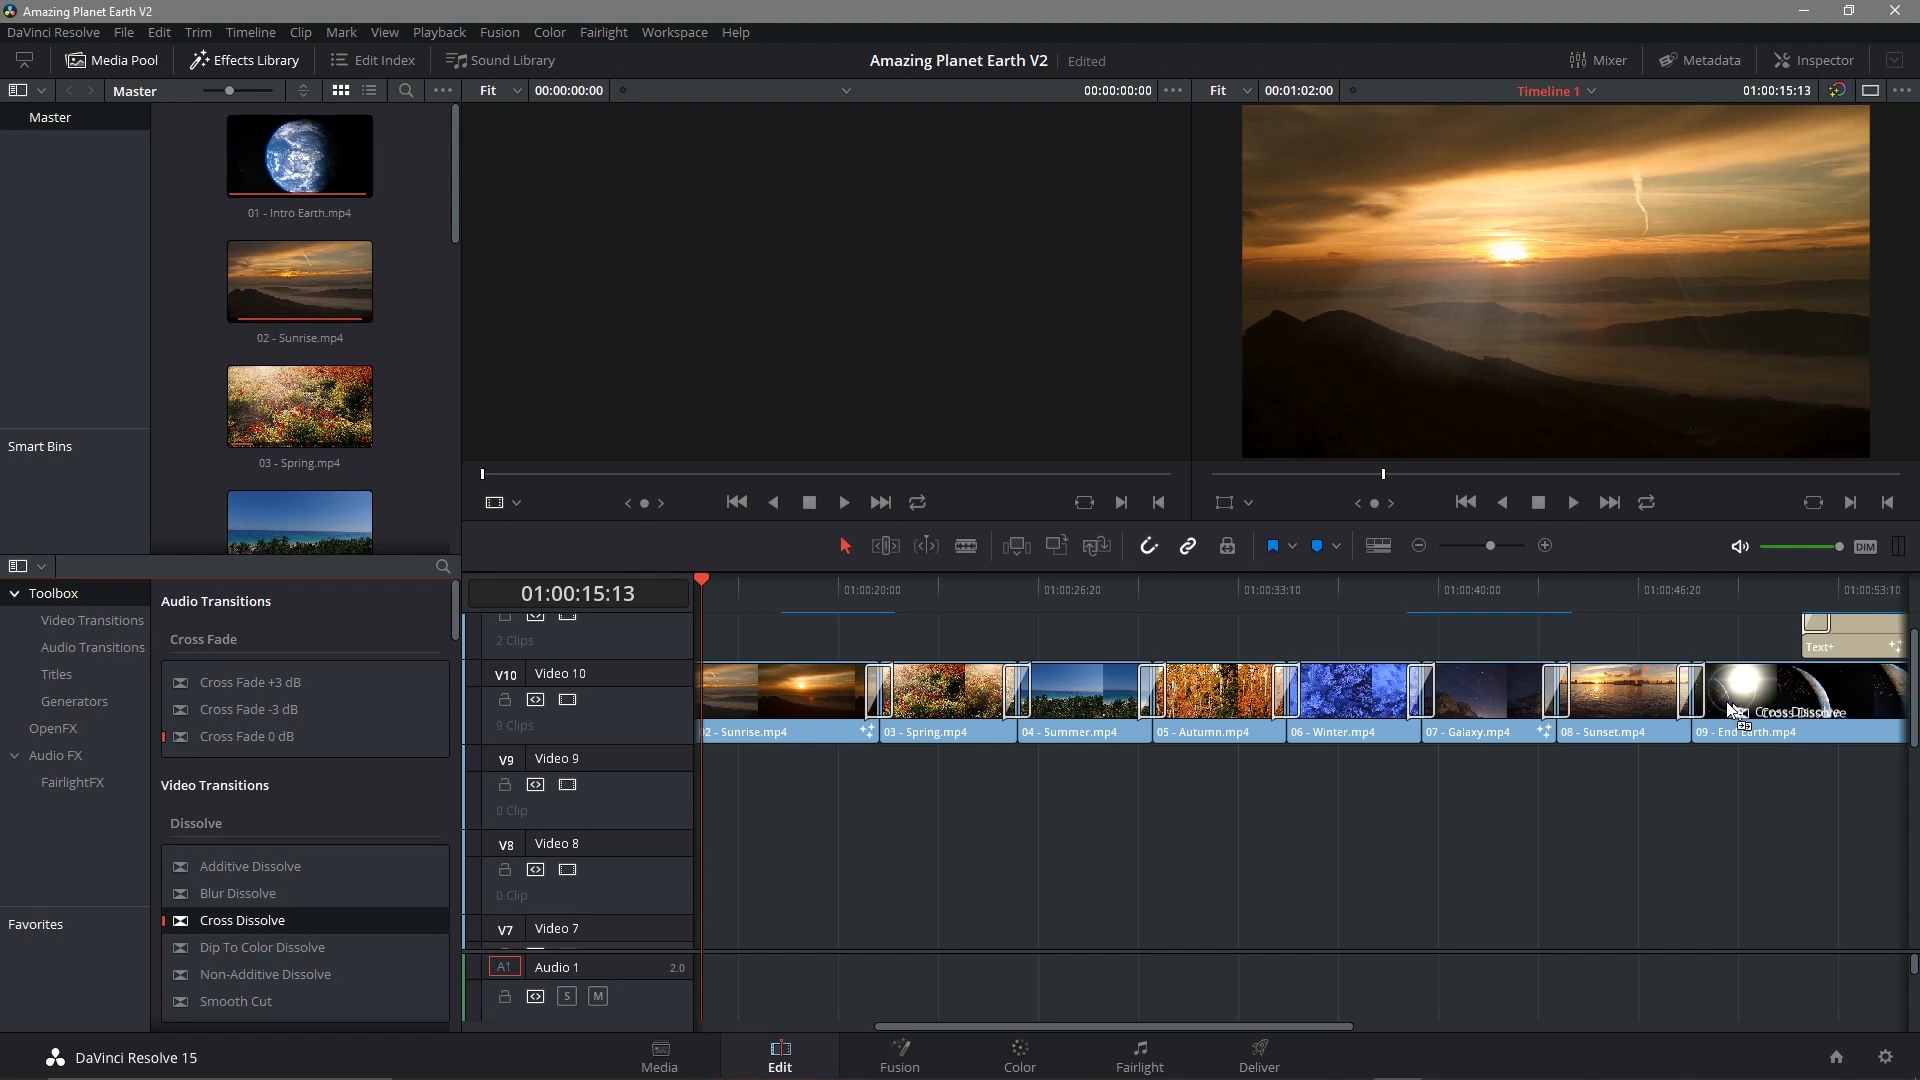 Amazing Planet Earth V2
DaVinci Resolve File Edit Trim Timeline Clip Mark View Playback Fusion Color Fairlight Workspace Help
Media Pool Effects Library Edit Index Sound Library Amazing Planet Earth V2 Edited Mixer Metadata Inspector
Master Fit 00:00:00:00 00:00:00:00 Fit 00:01:02:00 Timeline 1 01:00:15:13
Master
01 - Intro Earth.mp4
02 - Sunrise.mp4
03 - Spring.mp4
Smart Bins
Toolbox
Video Transitions
Audio Transitions
Titles
Generators
OpenFX
Audio FX
FairlightFX
Favorites
Audio Transitions
Cross Fade
Cross Fade +3 dB
Cross Fade -3 dB
Cross Fade 0 dB
Video Transitions
Dissolve
Additive Dissolve
Blur Dissolve
Cross Dissolve
Dip To Color Dissolve
Non-Additive Dissolve
Smooth Cut
DIM
01:00:15:13
01:00:20:00 01:00:26:20 01:00:33:10 01:00:40:00 01:00:46:20 01:00:53:10
2 Clips
Text+
V10 Video 10
9 Clips
Cross Dissolve
02 - Sunrise.mp4 03 - Spring.mp4 04 - Summer.mp4 05 - Autumn.mp4 06 - Winter.mp4 07 - Galaxy.mp4 08 - Sunset.mp4 09 - End Earth.mp4
V9 Video 9
0 Clip
V8 Video 8
0 Clip
V7 Video 7
A1 Audio 1 2.0
S M
DaVinci Resolve 15
Media Edit Fusion Color Fairlight Deliver